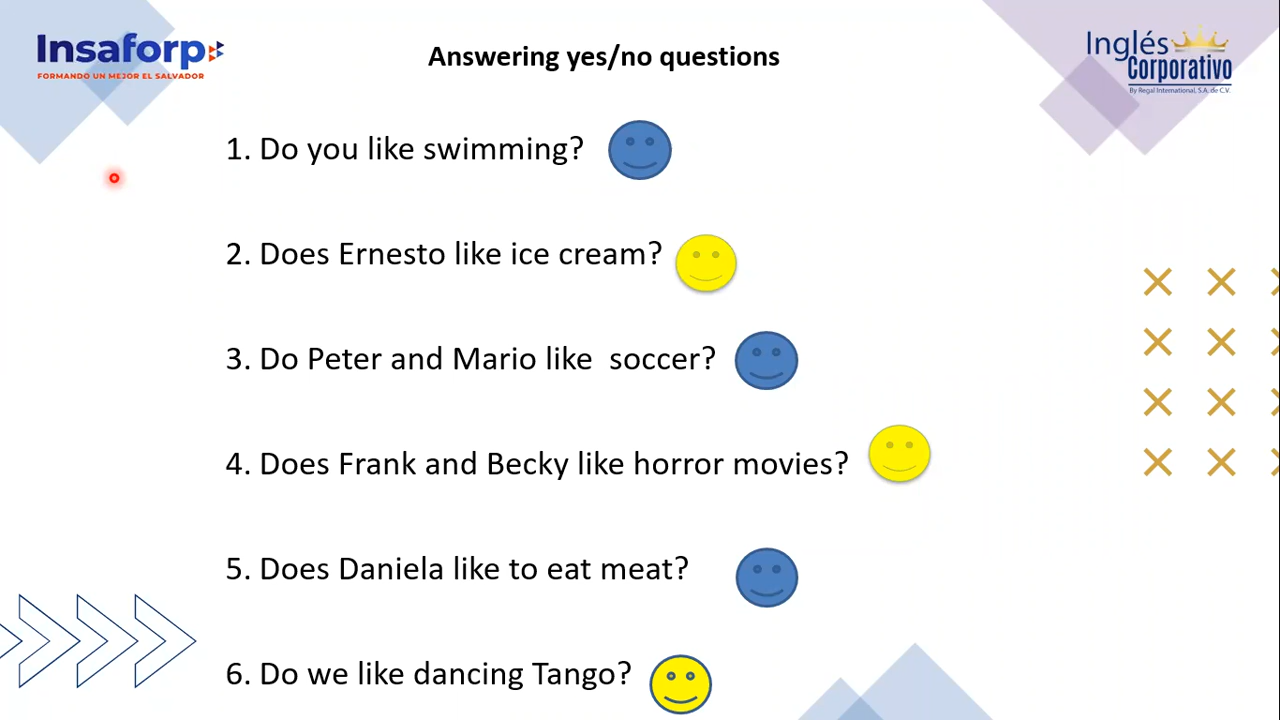 Insaforp
FORMANDO UN MEJOR EL SALVADOR
Answering yes/no questions
Inglés
Corporativo
By Regal International, S.A. de C.V.
1. Do you like swimming?
2. Does Ernesto like ice cream?
3. Do Peter and Mario like soccer?
4. Does Frank and Becky like horror movies?
5. Does Daniela like to eat meat?
6. Do we like dancing Tango?